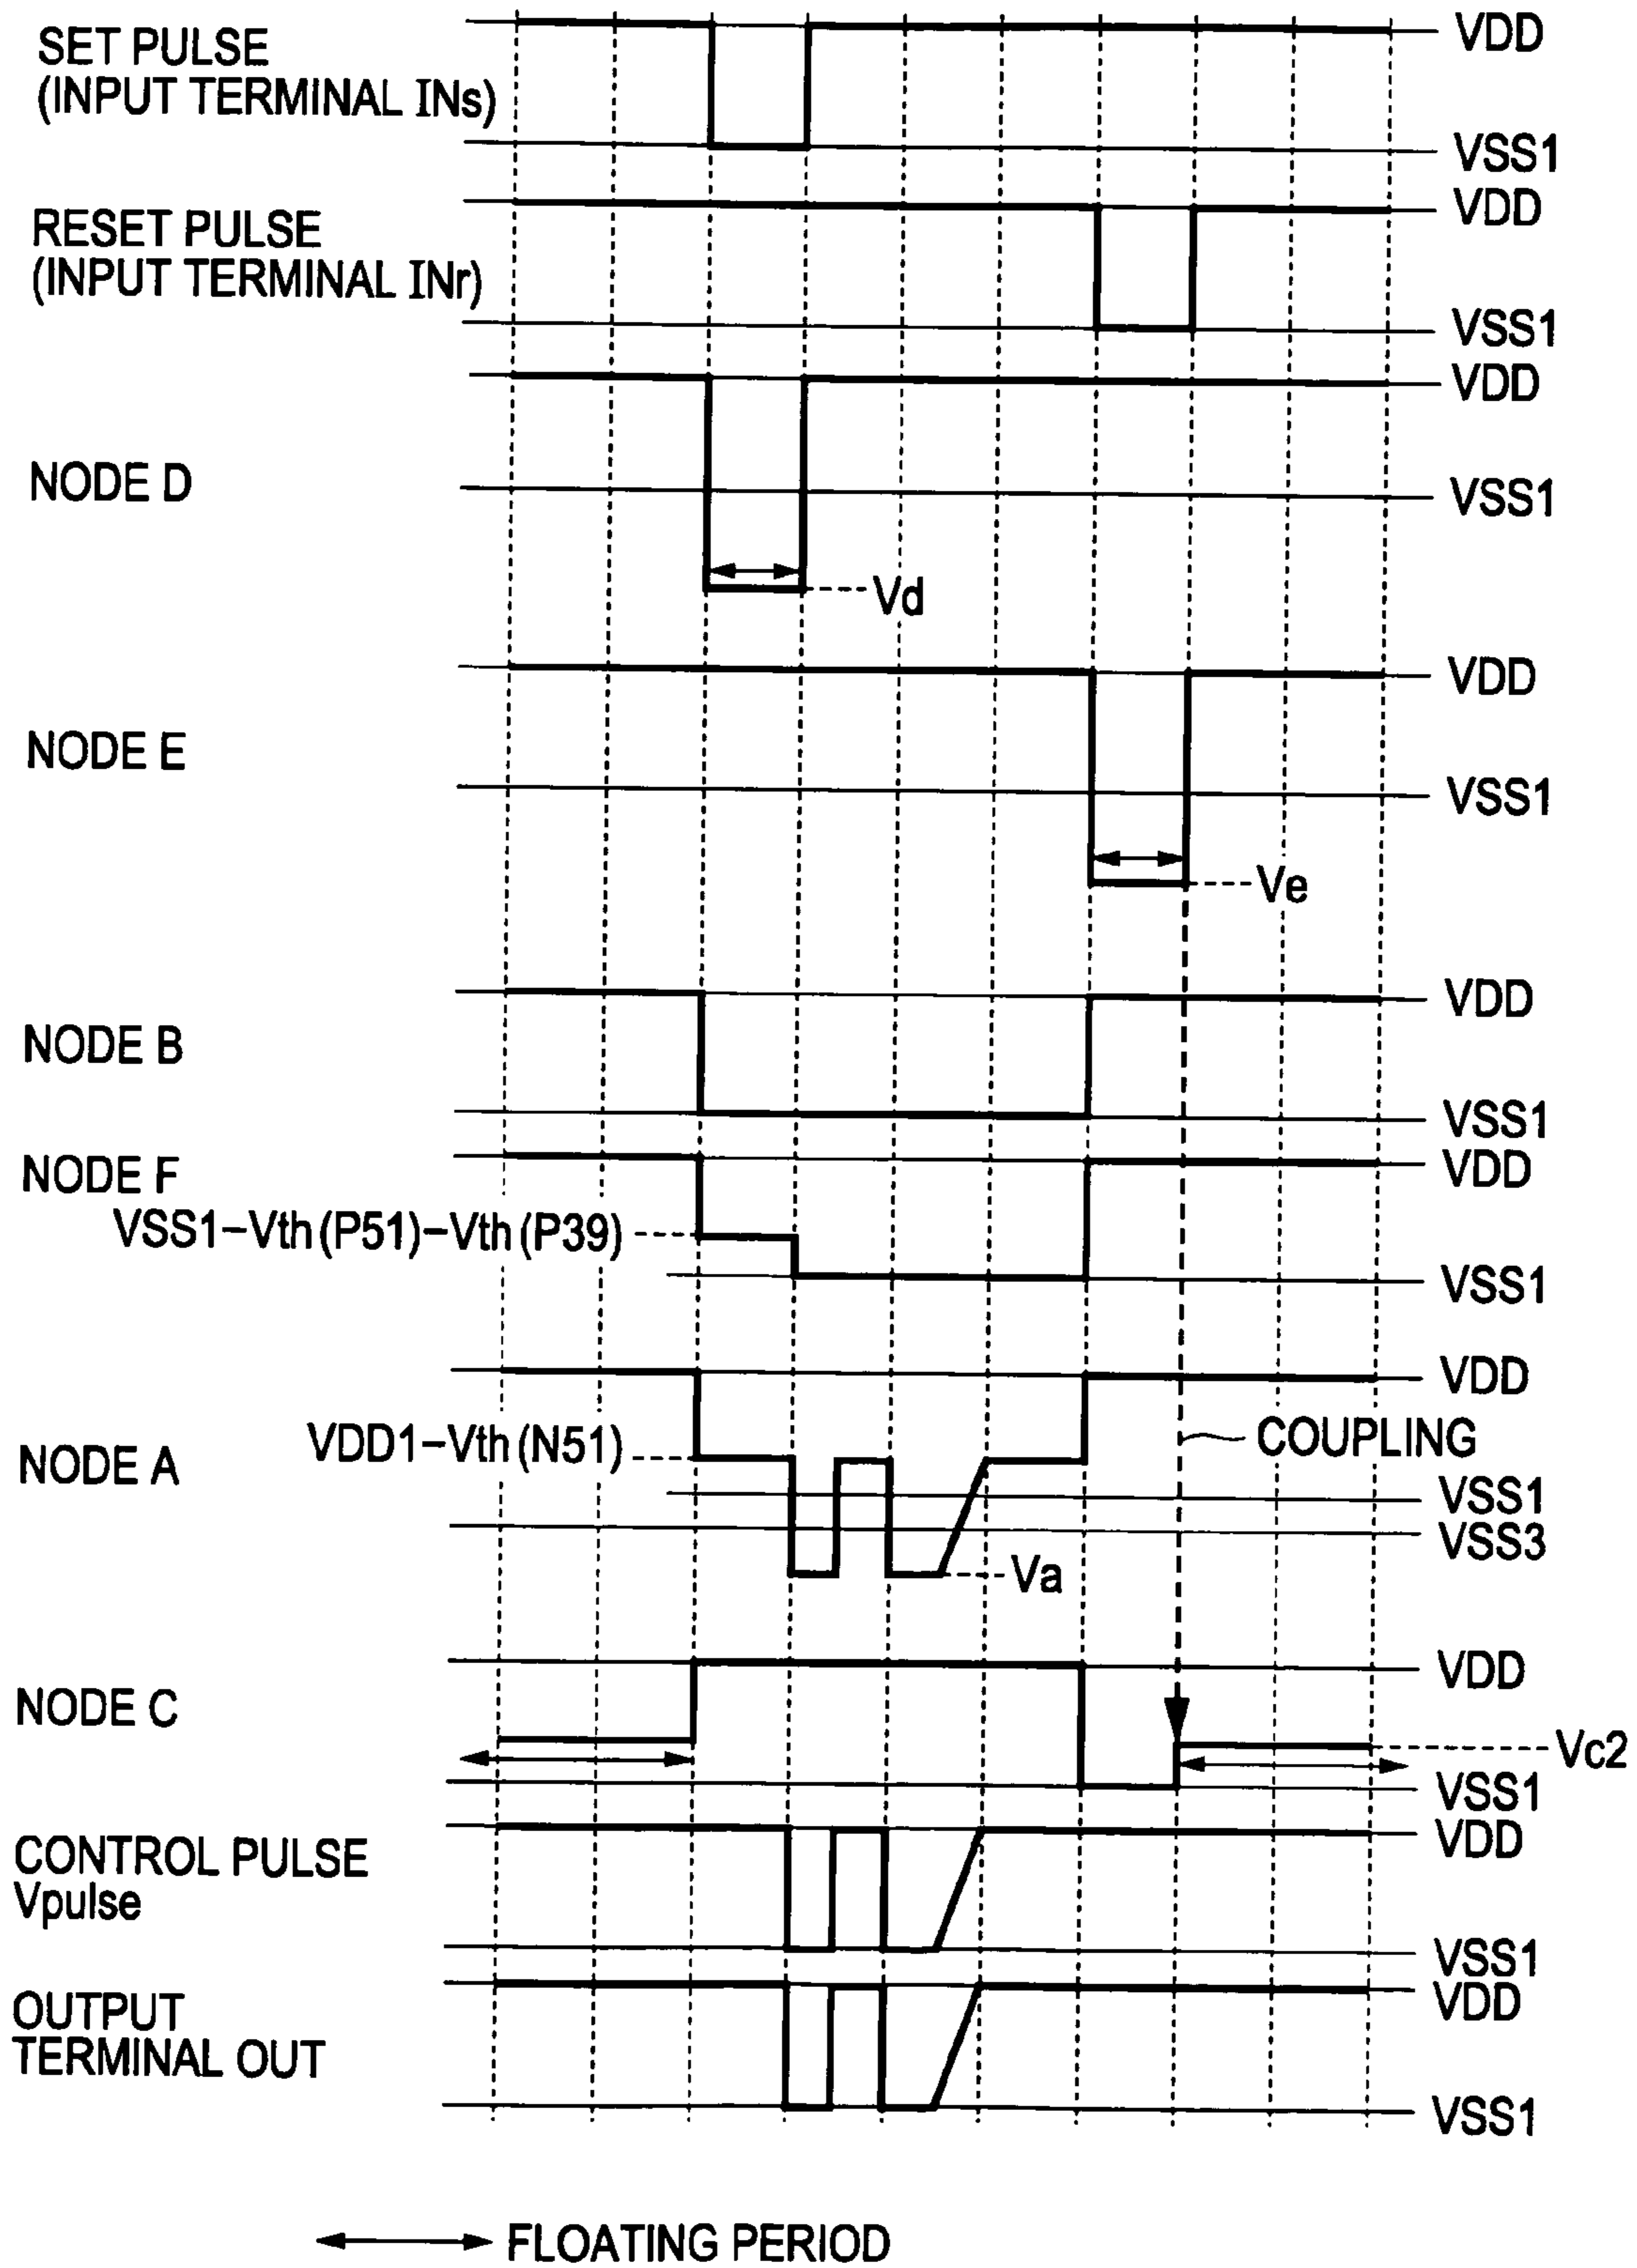 SET PULSE
(INPUT TERMINAL INs)
VDD
VSS1
RESET PULSE
(INPUT TERMINAL INr)
VDD
VSS1
NODE D
VDD
VSS1
Vd
NODE E
VDD
VSS1
Ve
NODE B
VDD
VSS1
NODE F
VDD
VSS1-Vth(P51)-Vth(P39)
VSS1
NODE A
VDD
VDD1-Vth(N51)
COUPLING
VSS1
VSS3
Va
NODE C
VDD
Vc2
VSS1
CONTROL PULSE
Vpulse
VDD
VSS1
OUTPUT
TERMINAL OUT
VDD
VSS1
FLOATING PERIOD